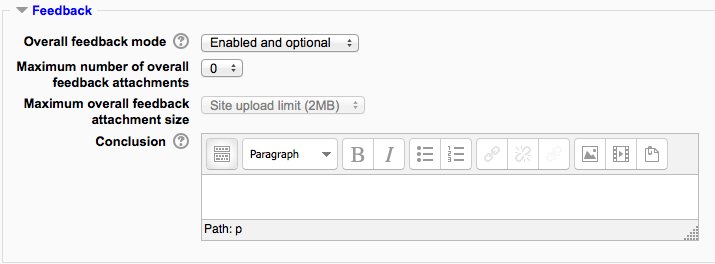 Feedback
Overall feedback mode Enabled and optional
Maximum number of overall feedback attachments 0
Maximum overall feedback attachment size Site upload limit (2MB)
Conclusion
Paragraph B I
Path: p